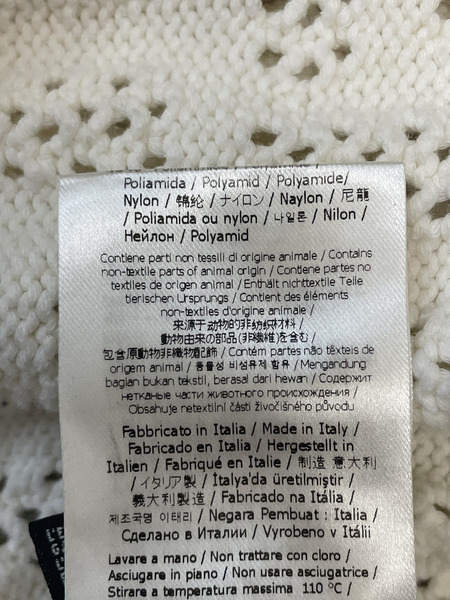 Poliamida / Polyamid / Polyamide/
Nylon / 锦纶 / ナイロン / Naylon / 尼龍
/ Poliamida ou nylon / 나일론 / Nilon /
Нейлон / Polyamid
Contiene parti non tessili di origine animale / Contains
non-textile parts of animal origin / Contiene partes no
textiles de origen animal / Enthält nichttextile Teile
tierischen Ursprungs / Contient des éléments
non-textiles d'origine animale /
来源于动物的非纺织材料 /
動物由来の部品(非繊維)を含む /
包含原動物非織物配飾 / Contém partes não têxteis de
origem animal / 동물성 비섬유제 함유 / Mengandung
bagian bukan tekstil, berasal dari hewan / Содержит
нетканые части животного происхождения /
Obsahuje netextilní části živočišného původu
Fabbricato in Italia / Made in Italy /
Fabricado en Italia / Hergestellt in
Italien / Fabriqué en Italie / 制造 意大利
/ イタリア製 / İtalya'da üretilmiştir /
義大利製造 / Fabricado na Itália /
제조국명 이태리 / Negara Pembuat : Italia /
Сделано в Италии / Vyrobeno v Itálii
Lavare a mano / Non trattare con cloro /
Asciugare in piano / Non usare asciugatrice /
Stirare a temperatura massima 110 °C /